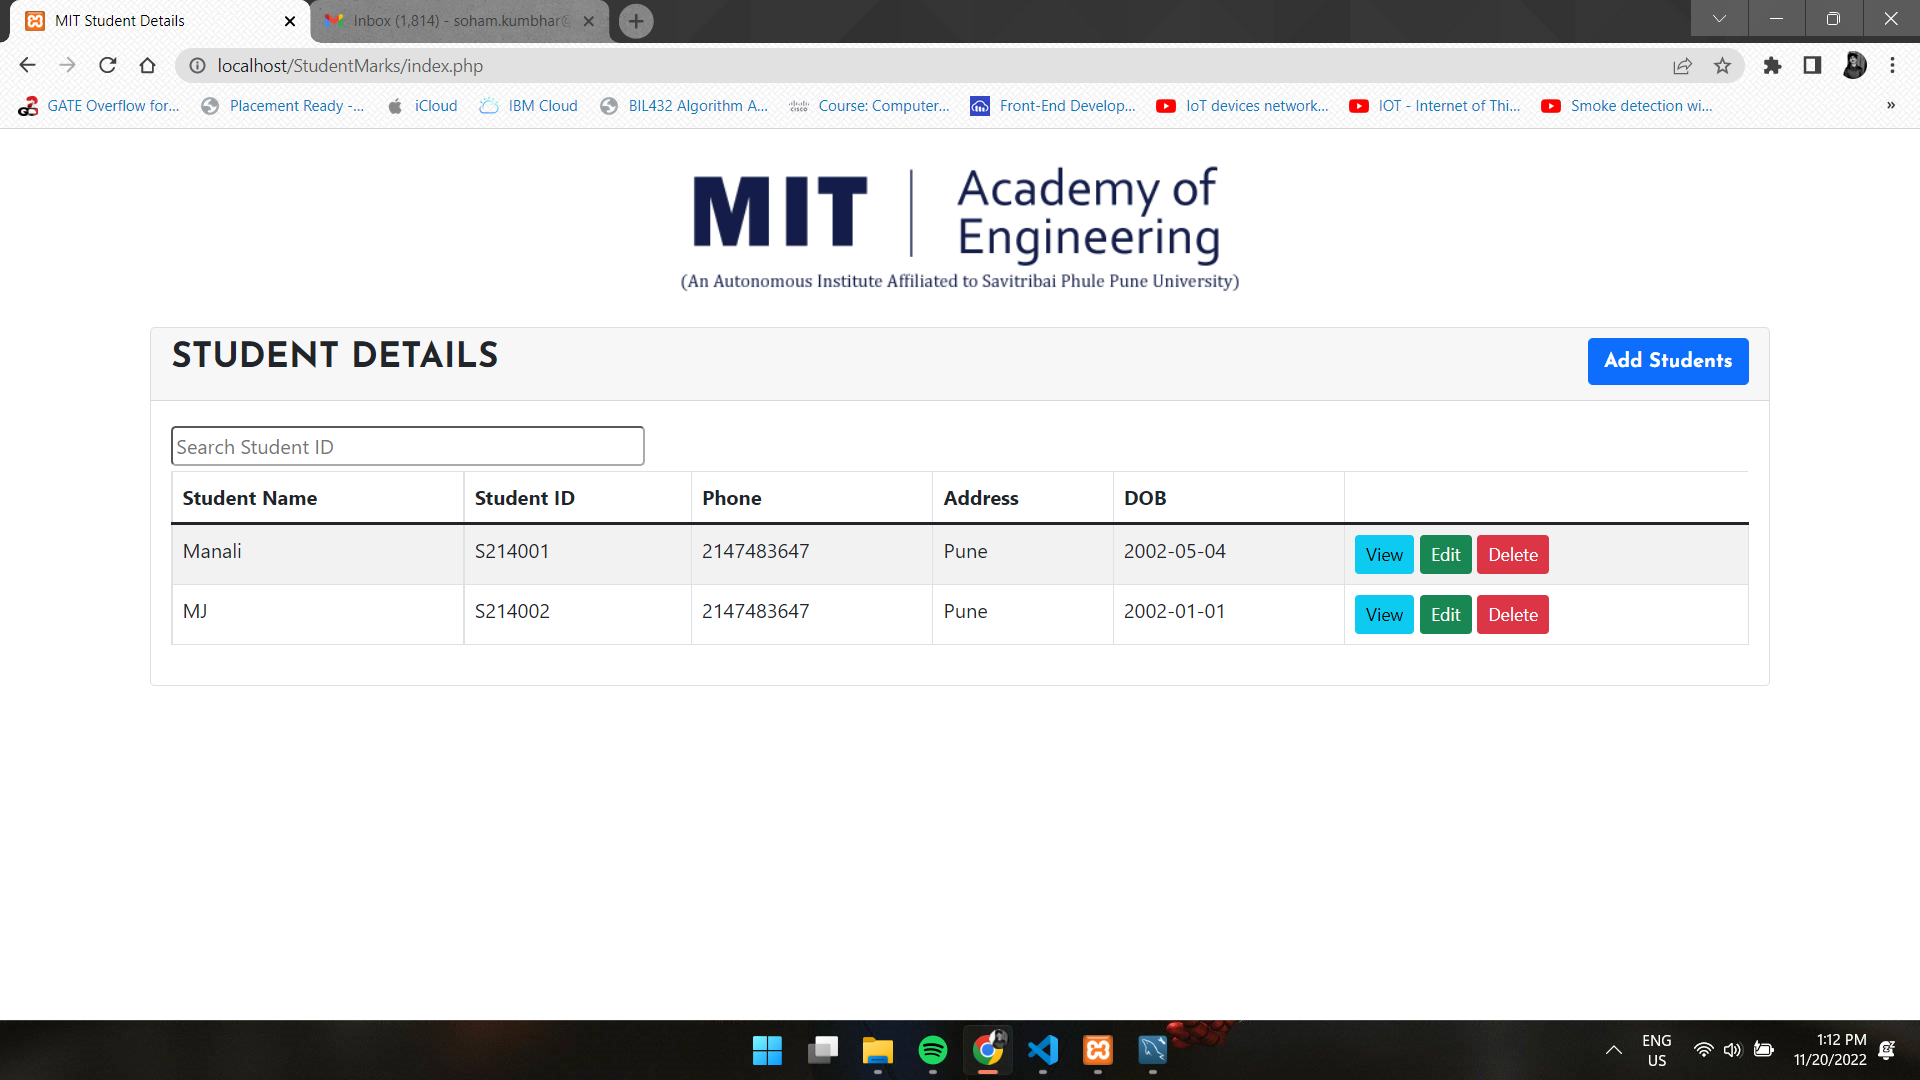 MIT Student Details
Inbox (1,814) - soham.kumbhar@
localhost/StudentMarks/index.php
GATE Overflow for... Placement Ready -... iCloud IBM Cloud BIL432 Algorithm A... Course: Computer... Front-End Develop... IoT devices network... IOT - Internet of Thi... Smoke detection wi... »
MIT Academy of
Engineering
(An Autonomous Institute Affiliated to Savitribai Phule Pune University)
STUDENT DETAILS
Add Students
Search Student ID
Student Name Student ID Phone Address DOB
Manali S214001 2147483647 Pune 2002-05-04 View Edit Delete
MJ S214002 2147483647 Pune 2002-01-01 View Edit Delete
ENG
US
1:12 PM
11/20/2022